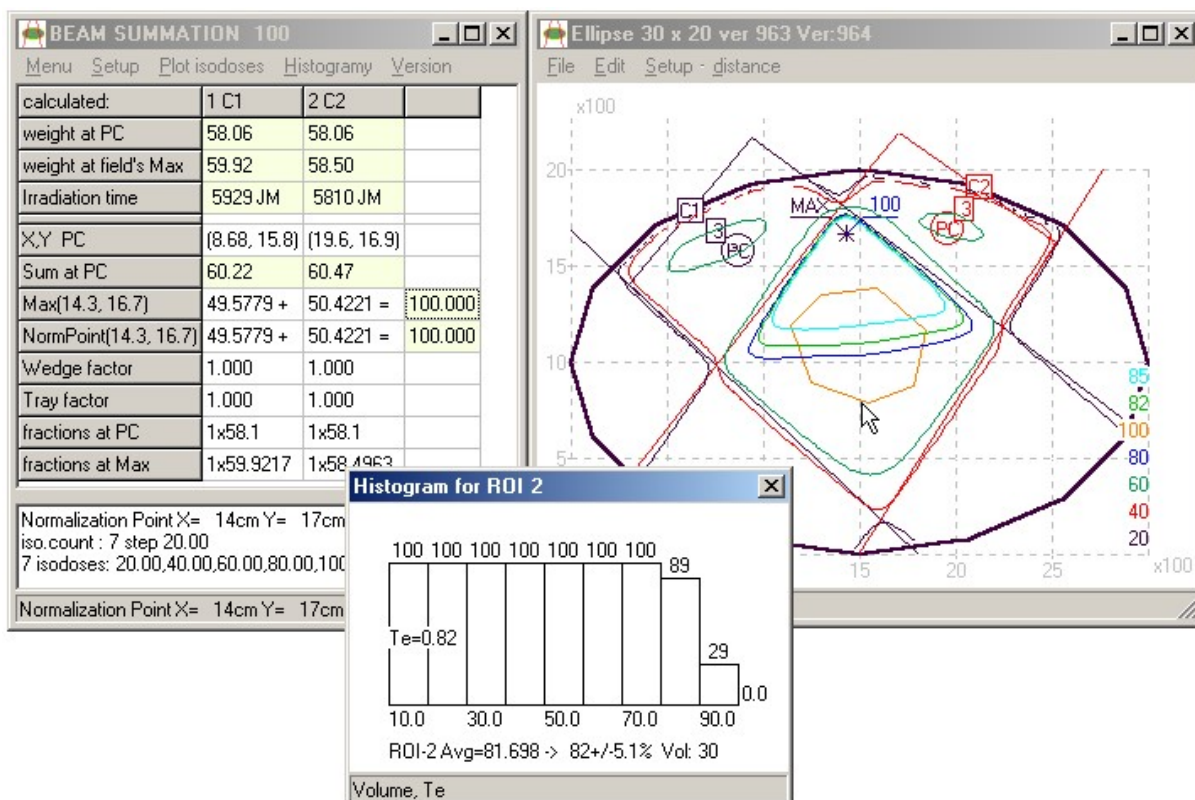 BEAM SUMMATION 100
Menu Setup Plot isodoses Histogramy Version
calculated: 1 C1 2 C2
weight at PC 58.06 58.06
weight at field's Max 59.92 58.50
Irradiation time 5929 JM 5810 JM
X,Y PC (8.68, 15.8) (19.6, 16.9)
Sum at PC 60.22 60.47
Max(14.3, 16.7) 49.5779 + 50.4221 = 100.000
NormPoint(14.3, 16.7) 49.5779 + 50.4221 = 100.000
Wedge factor 1.000 1.000
Tray factor 1.000 1.000
fractions at PC 1x58.1 1x58.1
fractions at Max 1x59.9217 1x58.4963
Normalization Point X= 14cm Y= 17cm
iso.count : 7 step 20.00
7 isodoses: 20.00,40.00,60.00,80.00,100
Normalization Point X= 14cm Y= 17cm
Ellipse 30 x 20 ver 963 Ver:964
File Edit Setup - distance
x100
20
C1
3
PC
MAX 100
C2
3
PC
15
10
5
85
82
100
80
60
40
20
15 20 25 x100
Histogram for ROI 2
100 100 100 100 100 100 100 89 29 0.0
Te=0.82
10.0 30.0 50.0 70.0 90.0
ROI-2 Avg=81.698 -> 82+/-5.1% Vol: 30
Volume, Te